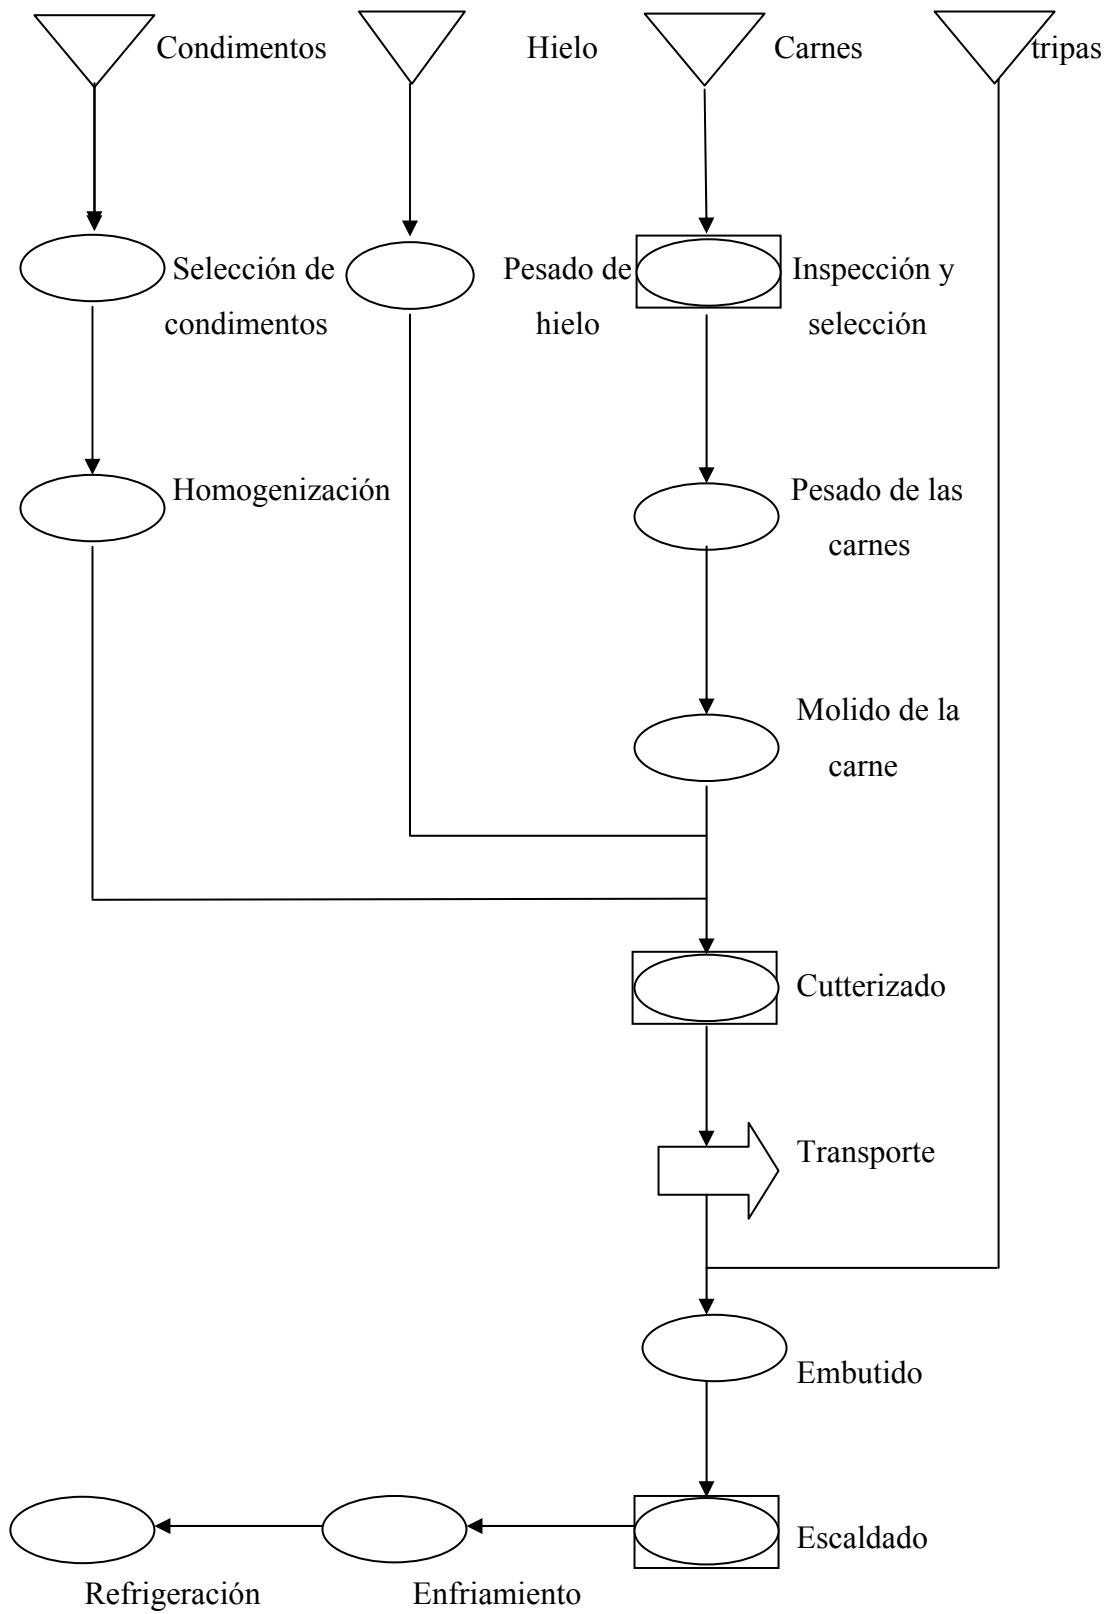 Condimentos
Hielo
Carnes
tripas
Selección de
condimentos
Pesado de
hielo
Inspección y
selección
Homogenización
Pesado de las
carnes
Molido de la
carne
Cutterizado
Transporte
Embutido
Escaldado
Refrigeración
Enfriamiento